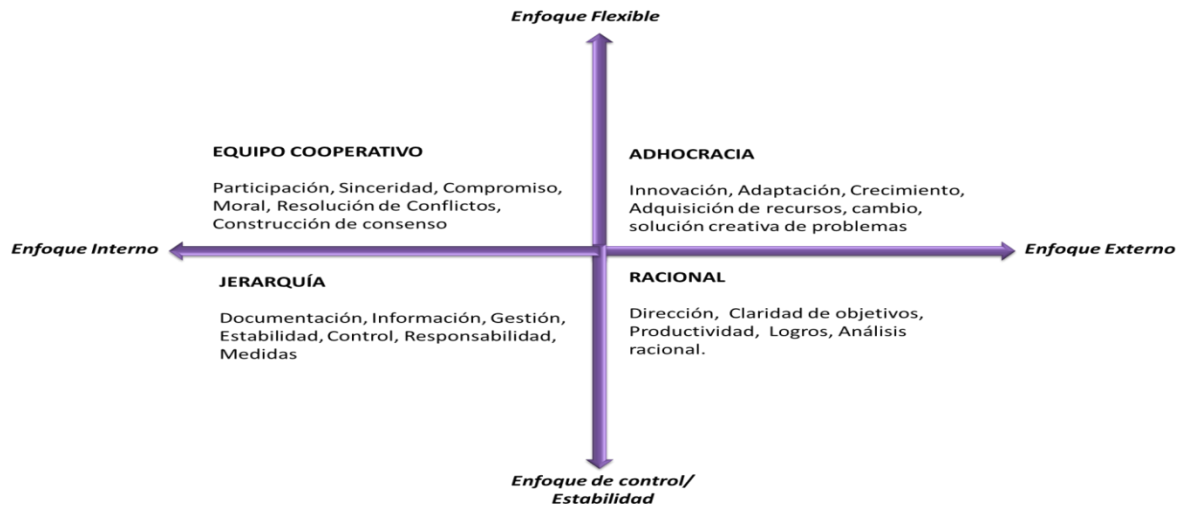 Enfoque Flexible
EQUIPO COOPERATIVO
Participación, Sinceridad, Compromiso,
Moral, Resolución de Conflictos,
Construcción de consenso
ADHOCRACIA
Innovación, Adaptación, Crecimiento,
Adquisición de recursos, cambio,
solución creativa de problemas
Enfoque Interno
Enfoque Externo
JERARQUÍA
Documentación, Información, Gestión,
Estabilidad, Control, Responsabilidad,
Medidas
RACIONAL
Dirección, Claridad de objetivos,
Productividad, Logros, Análisis
racional.
Enfoque de control/
Estabilidad